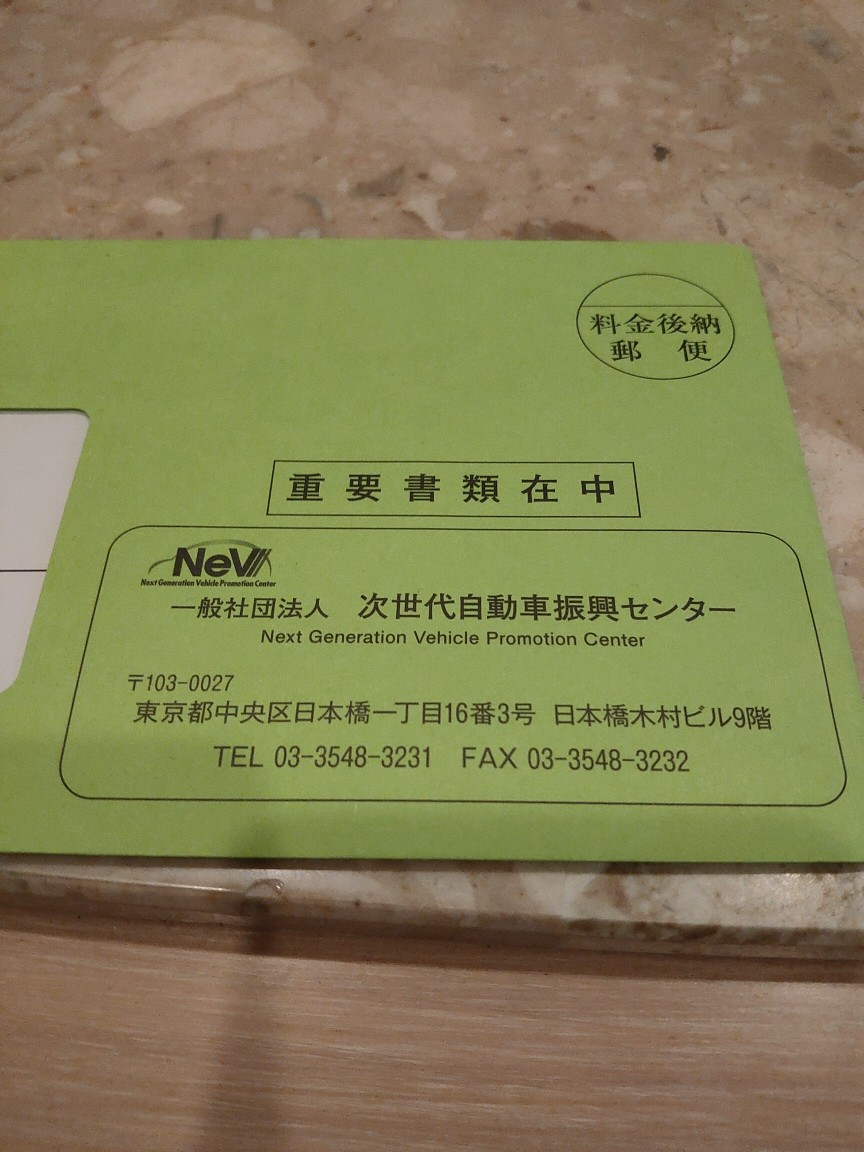 料金後納
郵便
重要書類在中
NeV
Next Generation Vehicle Promotion Center
一般社団法人 次世代自動車振興センター
Next Generation Vehicle Promotion Center
〒103-0027
東京都中央区日本橋一丁目16番3号 日本橋木村ビル9階
TEL 03-3548-3231 FAX 03-3548-3232